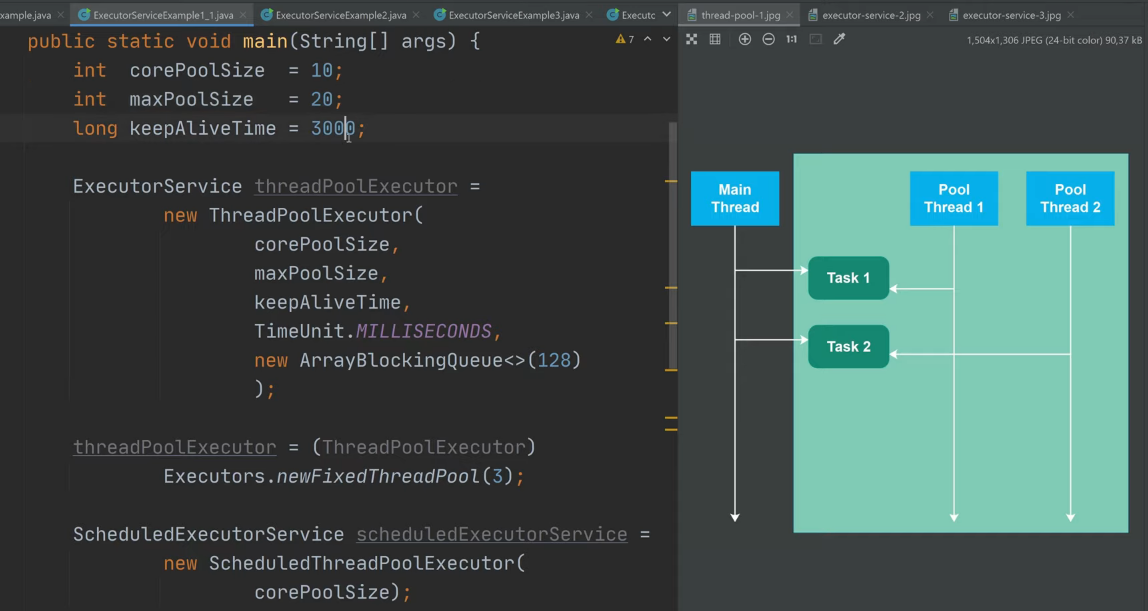 ample.java
ExecutorServiceExample1_1.java
ExecutorServiceExample2.java
ExecutorServiceExample3.java
Executc
thread-pool-1.jpg
executor-service-2.jpg
executor-service-3.jpg
public static void main(String[] args) {
7
1:1
1,504x1,306 JPEG (24-bit color) 90,37 kB
int corePoolSize = 10;
int maxPoolSize = 20;
long keepAliveTime = 3000;
ExecutorService threadPoolExecutor =
new ThreadPoolExecutor(
corePoolSize,
maxPoolSize,
keepAliveTime,
TimeUnit.MILLISECONDS,
new ArrayBlockingQueue<>(128)
);
threadPoolExecutor = (ThreadPoolExecutor)
Executors.newFixedThreadPool(3);
ScheduledExecutorService scheduledExecutorService =
new ScheduledThreadPoolExecutor(
corePoolSize);
Main
Thread
Pool
Thread 1
Pool
Thread 2
Task 1
Task 2